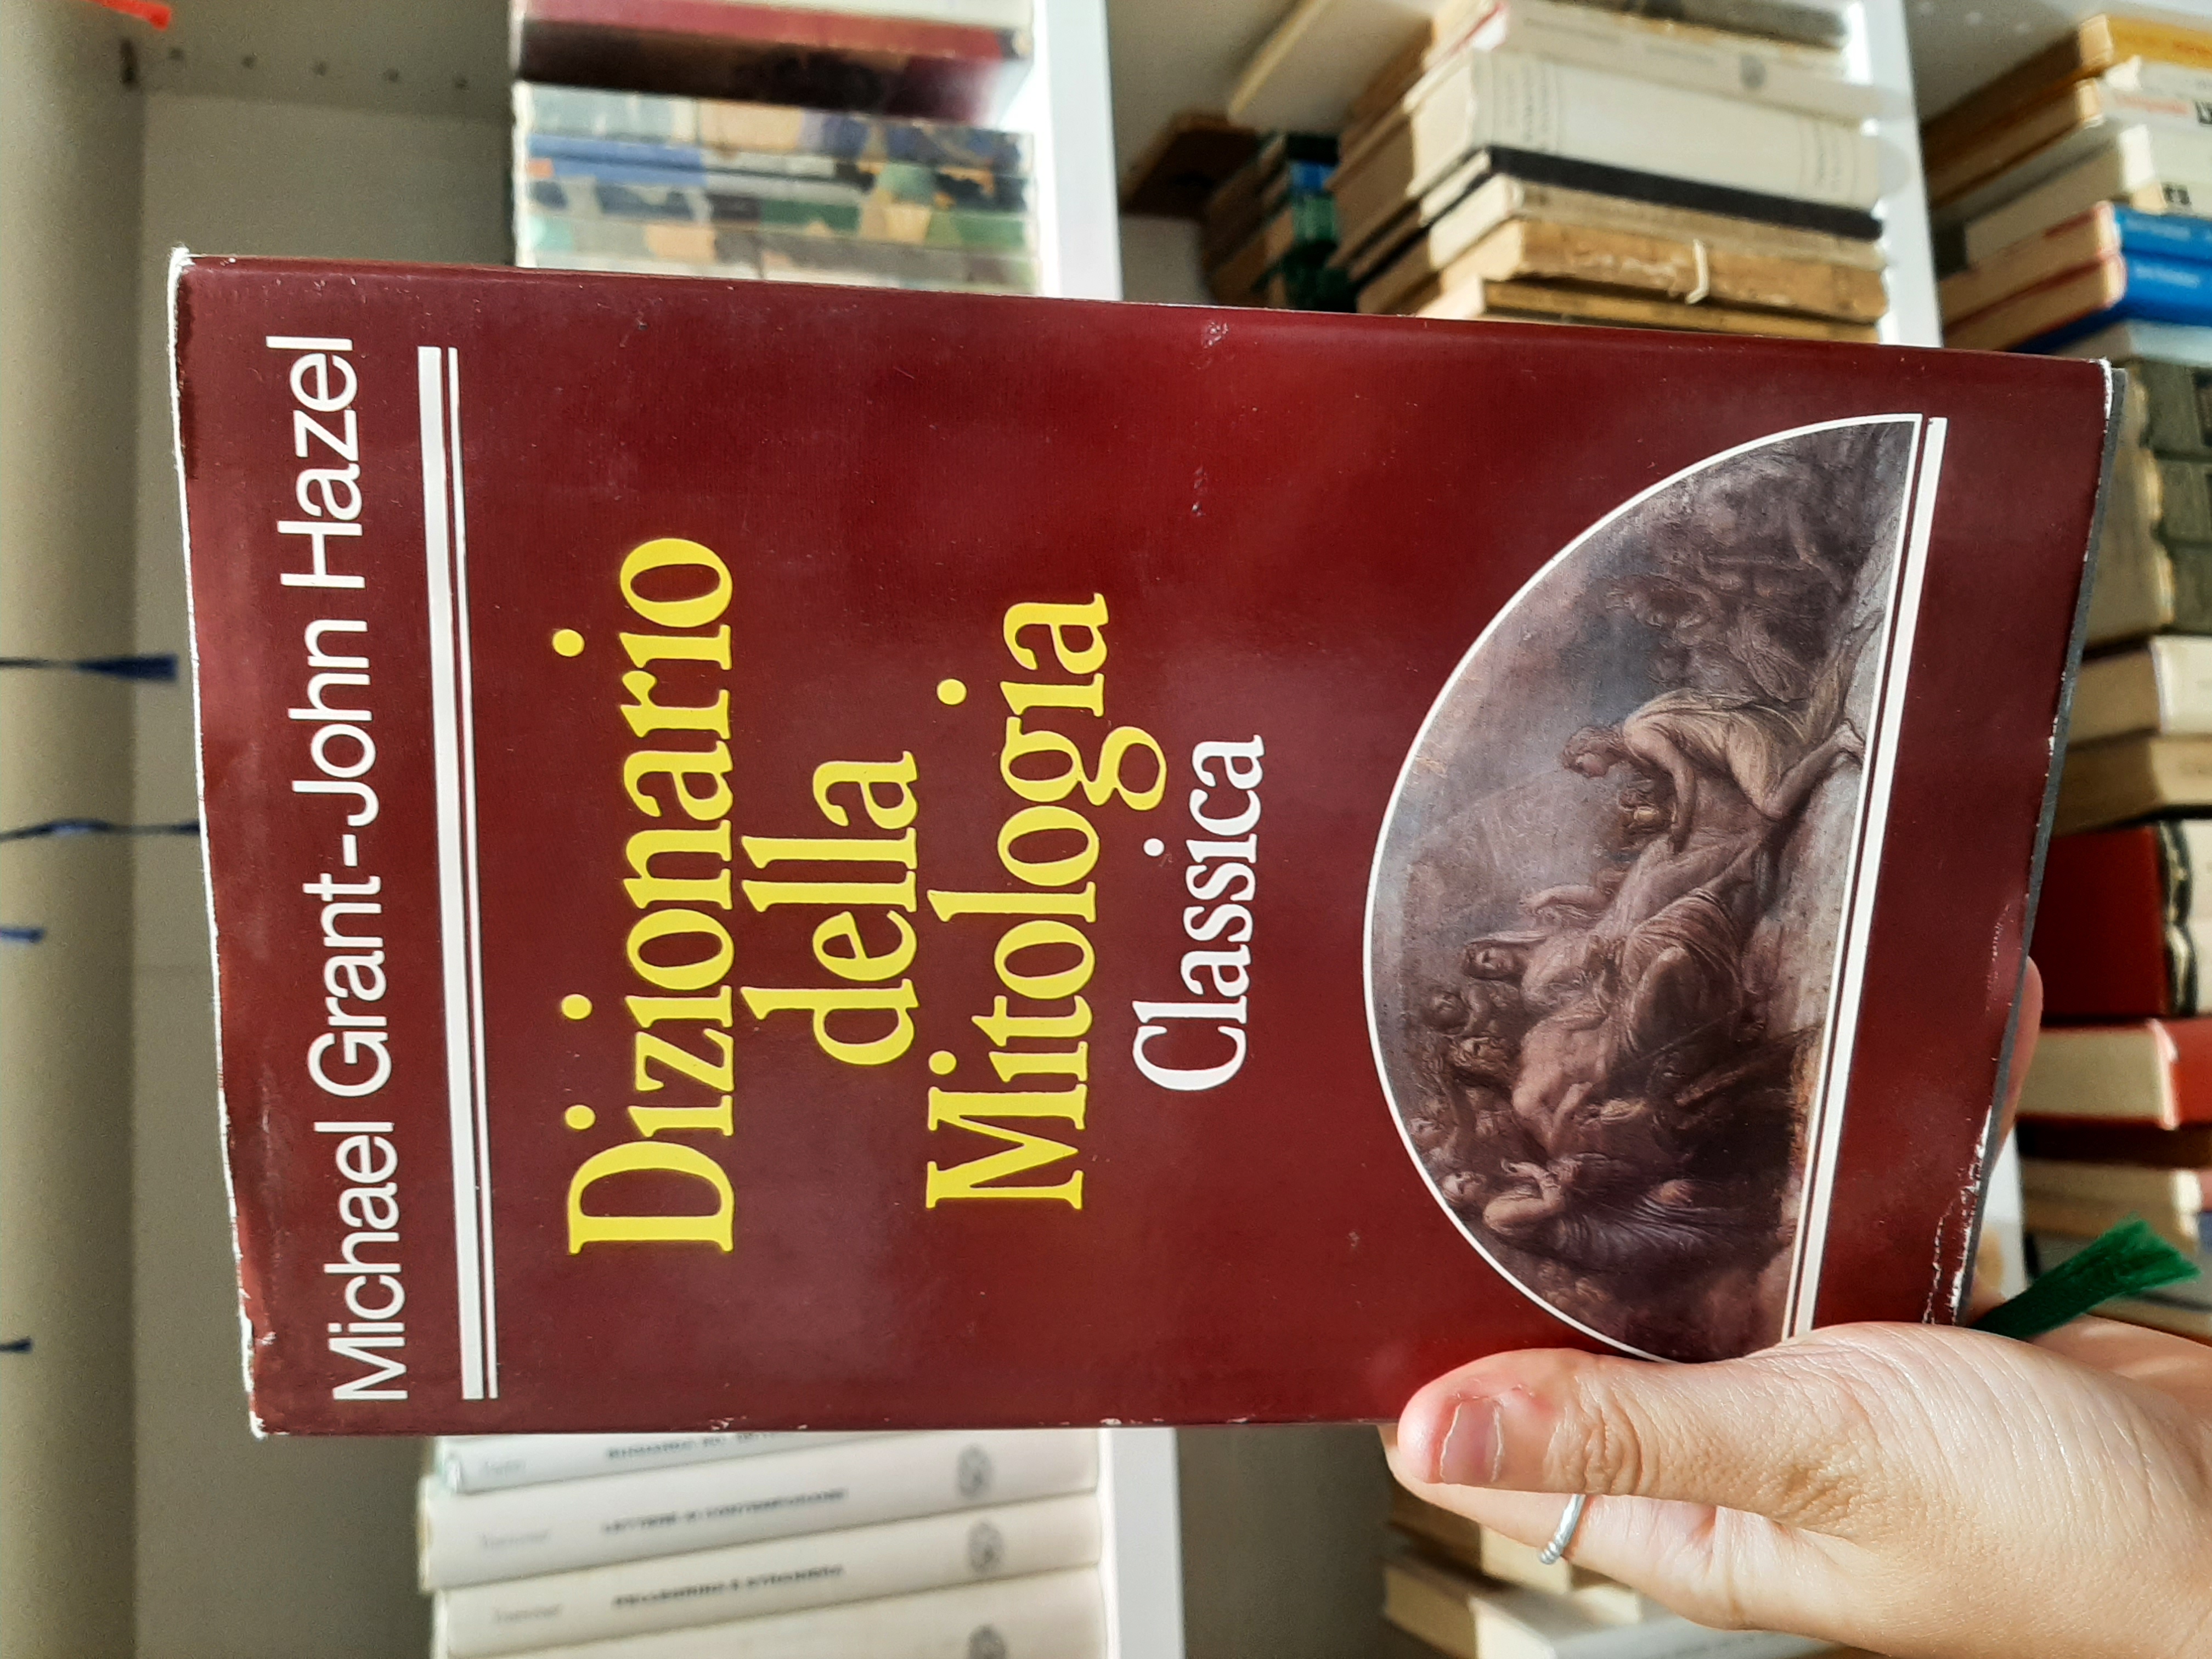 Michael Grant-John Hazel
Dizionario
della
Mitologia
Classica